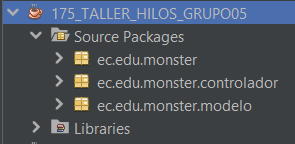 175_TALLER_HILOS_GRUPO05
Source Packages
ec.edu.monster
ec.edu.monster.controlador
ec.edu.monster.modelo
Libraries